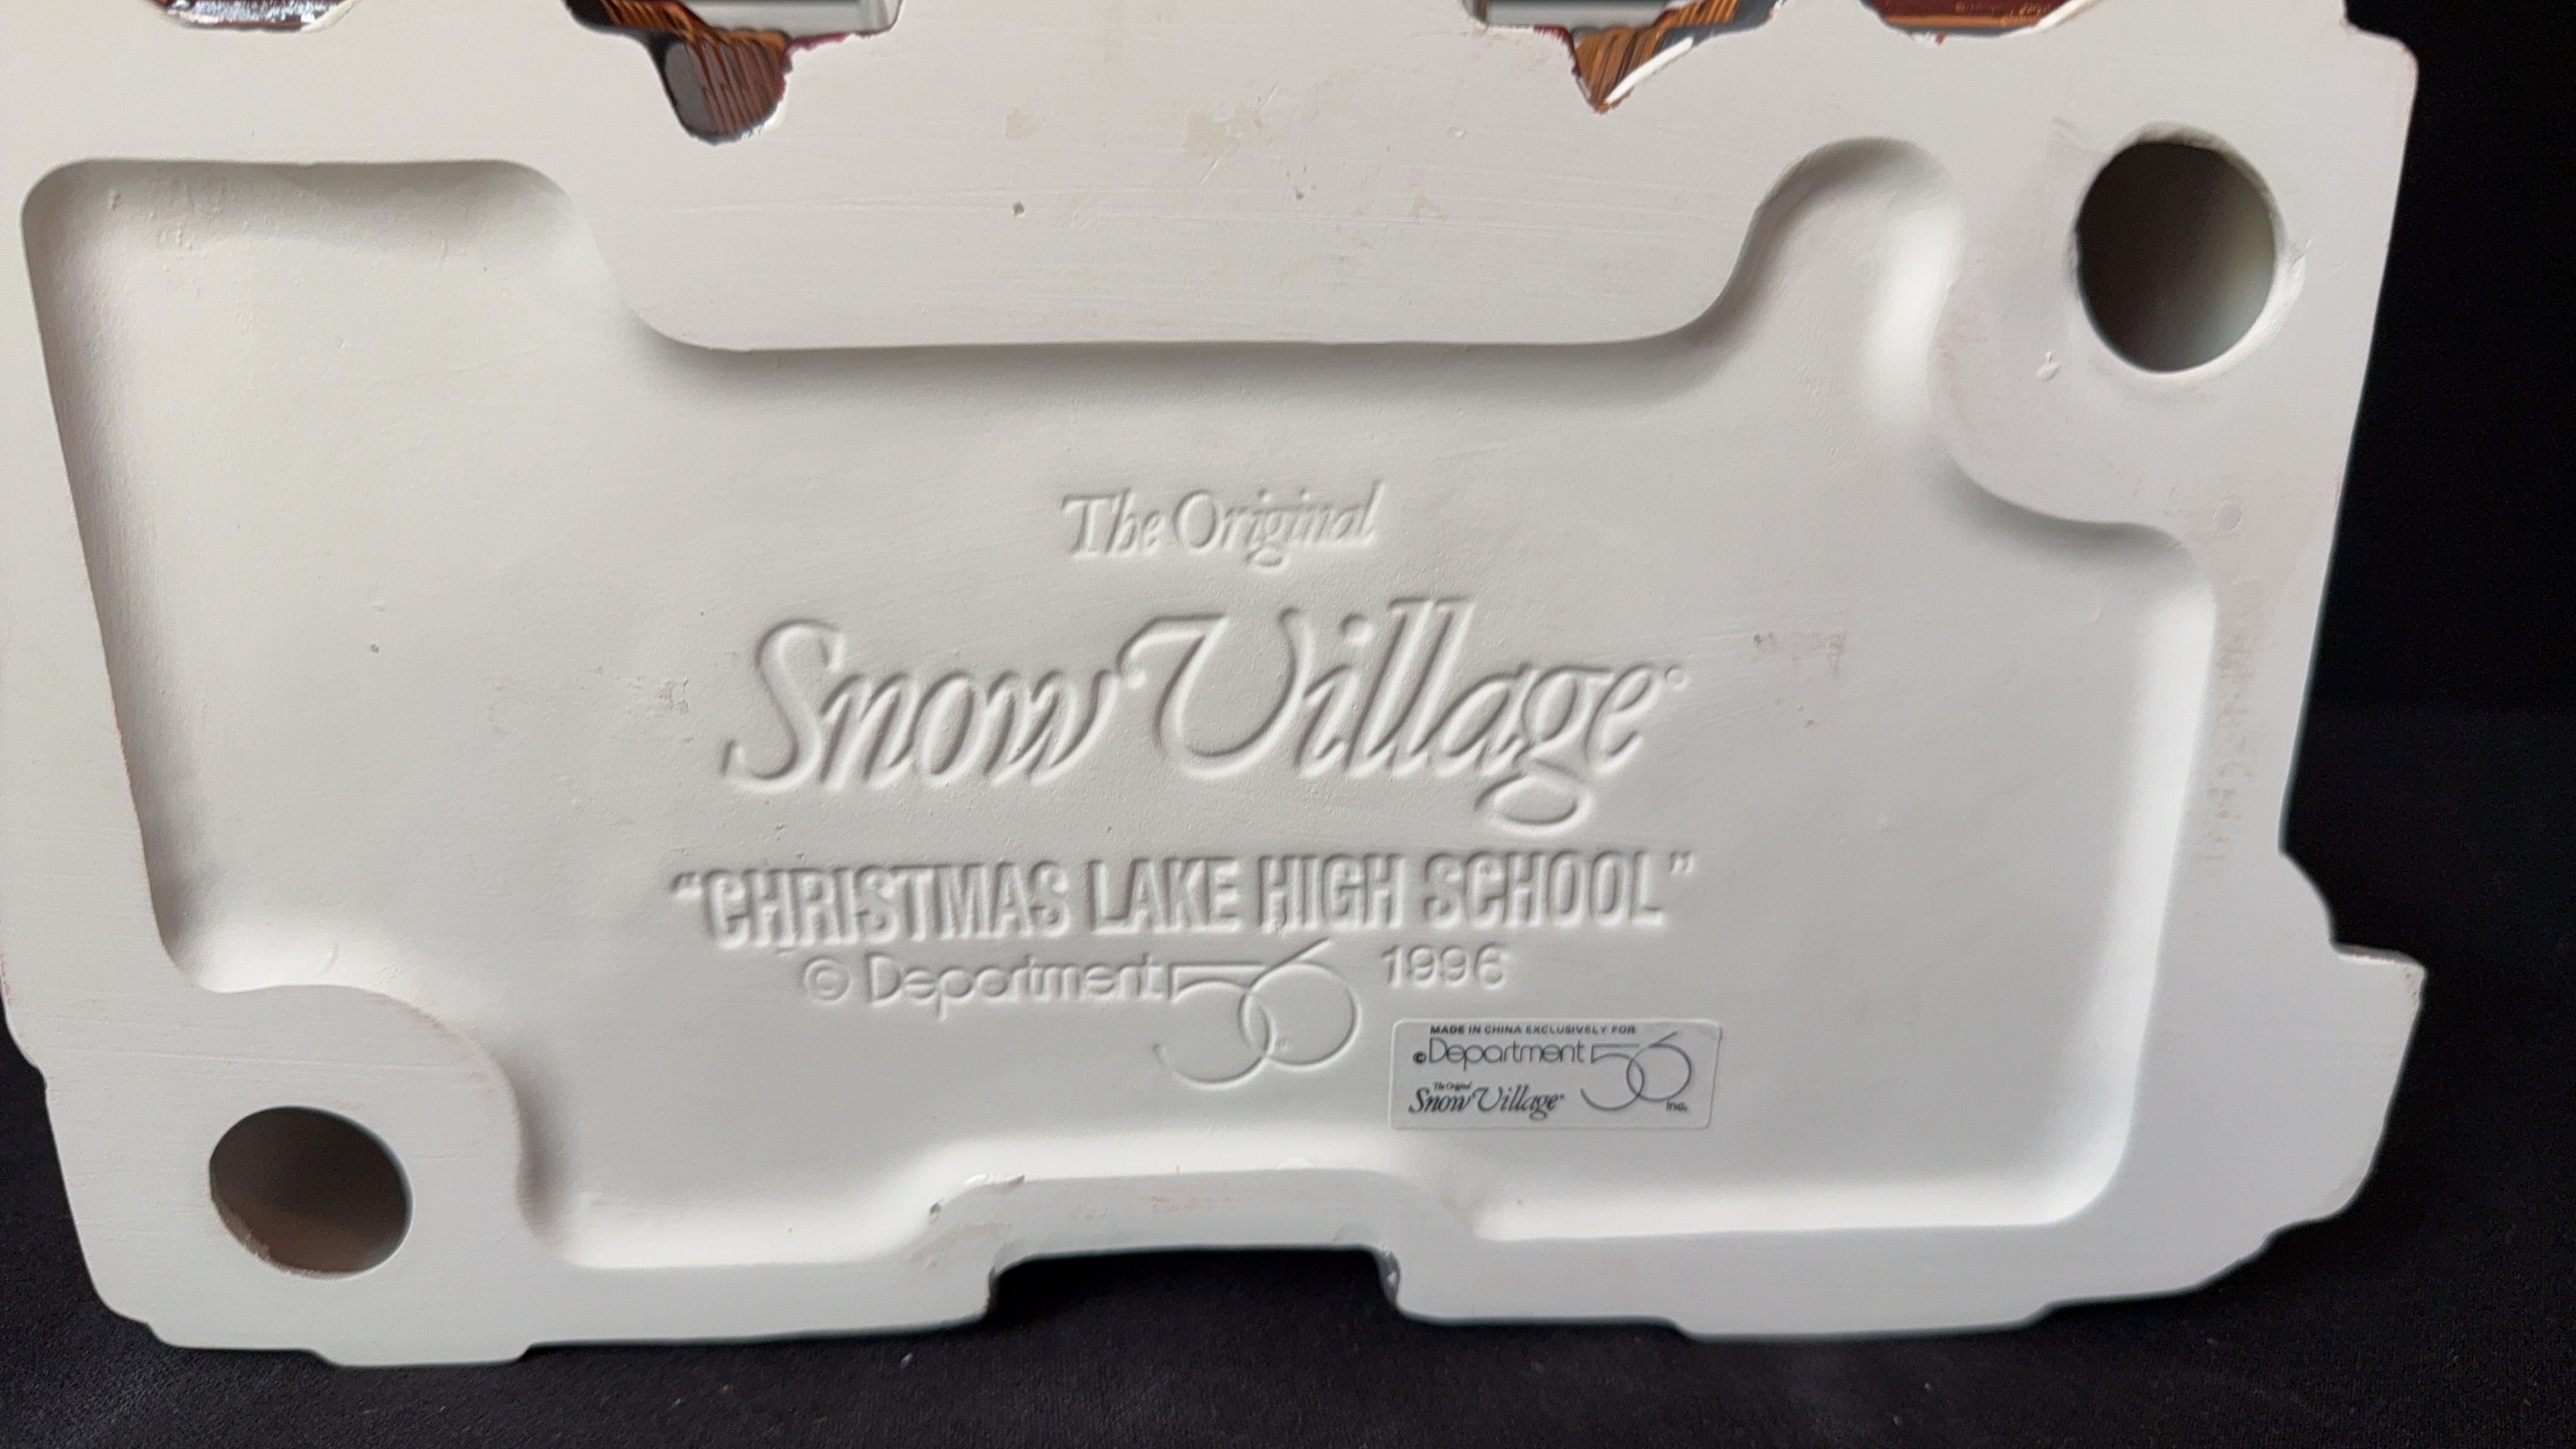 The Original
Snow Village®
“CHRISTMAS LAKE HIGH SCHOOL”
© Department 56 1996
MADE IN CHINA EXCLUSIVELY FOR
©Department 56
The Original
Snow Village®
Inc.